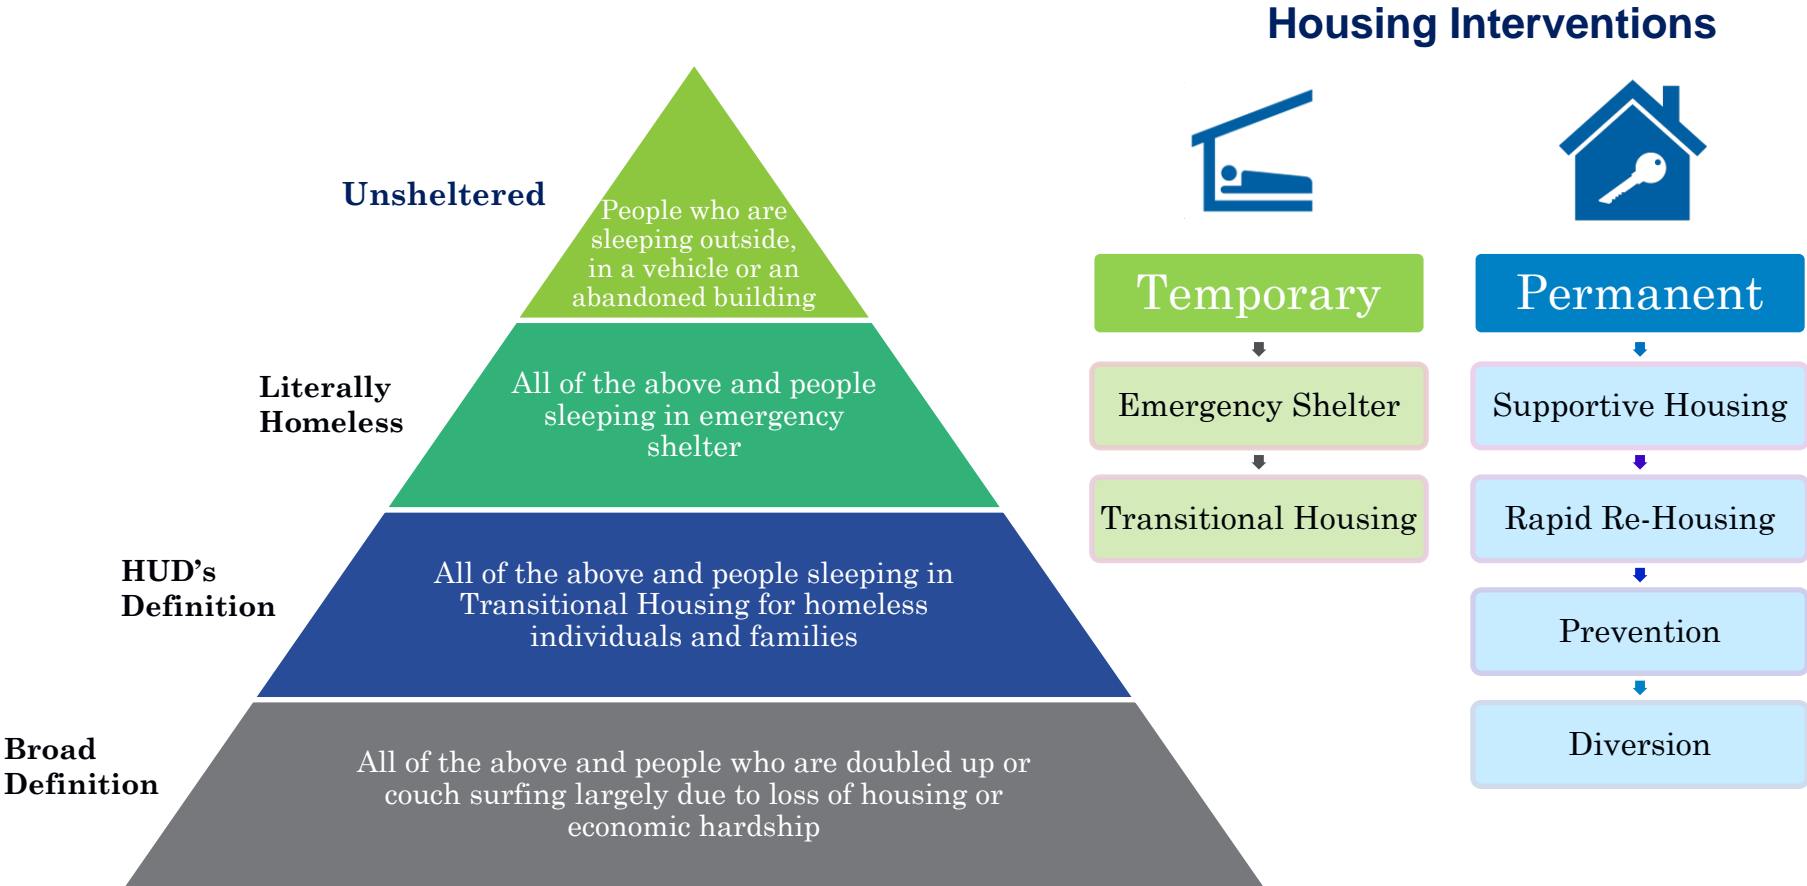 Housing Interventions
Unsheltered
People who are
sleeping outside,
in a vehicle or an
abandoned building
Literally
Homeless
All of the above and people
sleeping in emergency
shelter
HUD’s
Definition
All of the above and people sleeping in
Transitional Housing for homeless
individuals and families
Broad
Definition
All of the above and people who are doubled up or
couch surfing largely due to loss of housing or
economic hardship
Temporary
Emergency Shelter
Transitional Housing
Permanent
Supportive Housing
Rapid Re-Housing
Prevention
Diversion